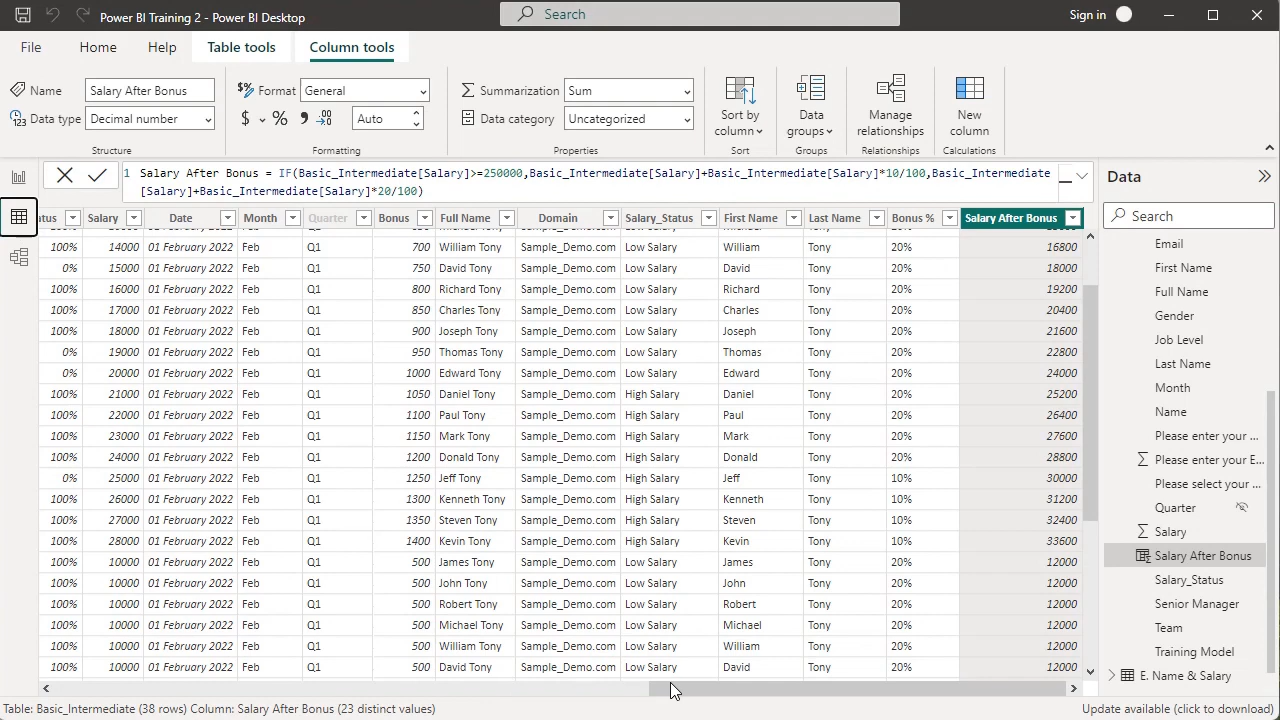 Power BI Training 2 - Power BI Desktop
Search
Sign in
File Home Help Table tools Column tools
Name Salary After Bonus
Format General
Summarization Sum
Data type Decimal number
$ % Auto
Data category Uncategorized
Sort by column
Data groups
Manage relationships
New column
Structure Formatting Properties Sort Groups Relationships Calculations
1 Salary After Bonus = IF(Basic_Intermediate[Salary]>=250000,Basic_Intermediate[Salary]+Basic_Intermediate[Salary]*10/100,Basic_Intermediate
[Salary]+Basic_Intermediate[Salary]*20/100)
atus Salary Date Month Quarter Bonus Full Name Domain Salary_Status First Name Last Name Bonus % Salary After Bonus
100% 14000 01 February 2022 Feb Q1 700 William Tony Sample_Demo.com Low Salary William Tony 20% 16800
0% 15000 01 February 2022 Feb Q1 750 David Tony Sample_Demo.com Low Salary David Tony 20% 18000
100% 16000 01 February 2022 Feb Q1 800 Richard Tony Sample_Demo.com Low Salary Richard Tony 20% 19200
100% 17000 01 February 2022 Feb Q1 850 Charles Tony Sample_Demo.com Low Salary Charles Tony 20% 20400
100% 18000 01 February 2022 Feb Q1 900 Joseph Tony Sample_Demo.com Low Salary Joseph Tony 20% 21600
0% 19000 01 February 2022 Feb Q1 950 Thomas Tony Sample_Demo.com Low Salary Thomas Tony 20% 22800
0% 20000 01 February 2022 Feb Q1 1000 Edward Tony Sample_Demo.com Low Salary Edward Tony 20% 24000
100% 21000 01 February 2022 Feb Q1 1050 Daniel Tony Sample_Demo.com High Salary Daniel Tony 20% 25200
100% 22000 01 February 2022 Feb Q1 1100 Paul Tony Sample_Demo.com High Salary Paul Tony 20% 26400
100% 23000 01 February 2022 Feb Q1 1150 Mark Tony Sample_Demo.com High Salary Mark Tony 20% 27600
100% 24000 01 February 2022 Feb Q1 1200 Donald Tony Sample_Demo.com High Salary Donald Tony 20% 28800
0% 25000 01 February 2022 Feb Q1 1250 Jeff Tony Sample_Demo.com High Salary Jeff Tony 10% 30000
100% 26000 01 February 2022 Feb Q1 1300 Kenneth Tony Sample_Demo.com High Salary Kenneth Tony 10% 31200
100% 27000 01 February 2022 Feb Q1 1350 Steven Tony Sample_Demo.com High Salary Steven Tony 10% 32400
100% 28000 01 February 2022 Feb Q1 1400 Kevin Tony Sample_Demo.com High Salary Kevin Tony 10% 33600
100% 10000 01 February 2022 Feb Q1 500 James Tony Sample_Demo.com Low Salary James Tony 20% 12000
100% 10000 01 February 2022 Feb Q1 500 John Tony Sample_Demo.com Low Salary John Tony 20% 12000
100% 10000 01 February 2022 Feb Q1 500 Robert Tony Sample_Demo.com Low Salary Robert Tony 20% 12000
100% 10000 01 February 2022 Feb Q1 500 Michael Tony Sample_Demo.com Low Salary Michael Tony 20% 12000
100% 10000 01 February 2022 Feb Q1 500 William Tony Sample_Demo.com Low Salary William Tony 20% 12000
100% 10000 01 February 2022 Feb Q1 500 David Tony Sample_Demo.com Low Salary David Tony 20% 12000
Data
Search
Email
First Name
Full Name
Gender
Job Level
Last Name
Month
Name
Please enter your ...
Please enter your E...
Please select your ...
Quarter
Salary
Salary After Bonus
Salary_Status
Senior Manager
Team
Training Model
E. Name & Salary
Table: Basic_Intermediate (38 rows) Column: Salary After Bonus (23 distinct values)
Update available (click to download)